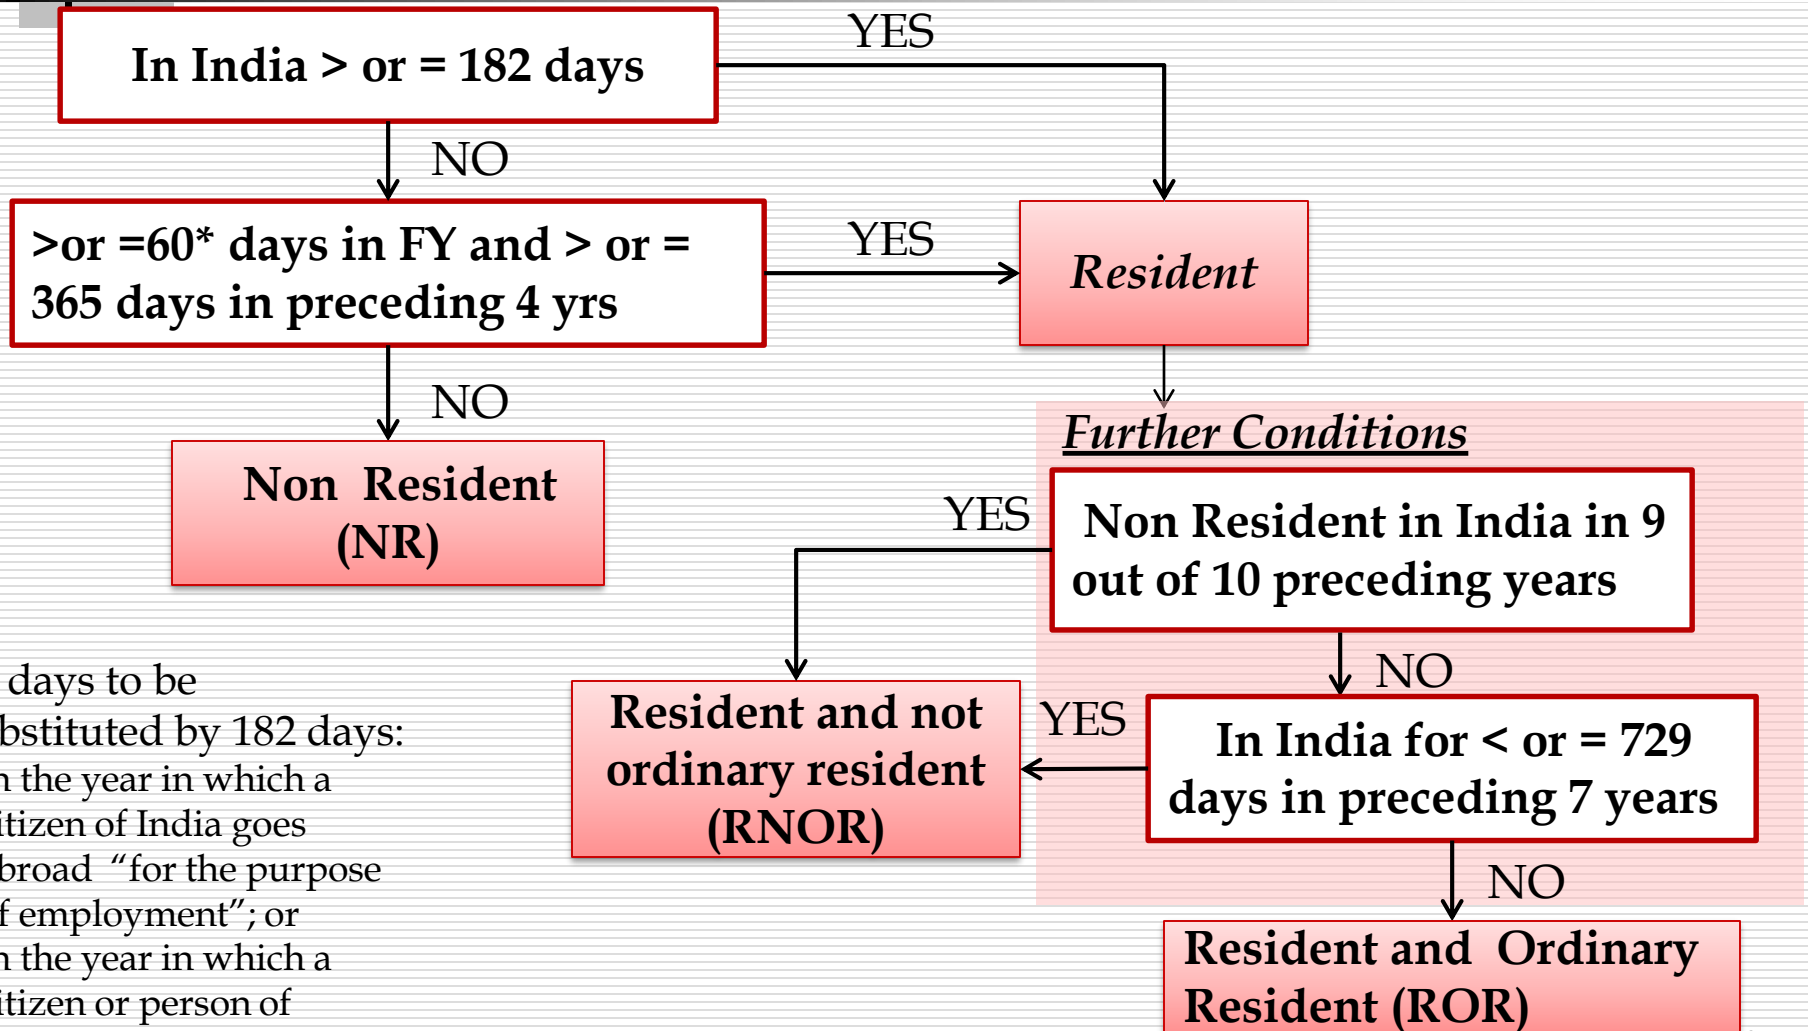 In India > or = 182 days
YES
NO
>or =60* days in FY and > or =
365 days in preceding 4 yrs
YES
Resident
NO
Non Resident
(NR)
Further Conditions
YES
Non Resident in India in 9
out of 10 preceding years
NO
Resident and not
ordinary resident
(RNOR)
YES
In India for < or = 729
days in preceding 7 years
NO
Resident and Ordinary
Resident (ROR)
days to be
bstituted by 182 days:
n the year in which a
itizen of India goes
broad “for the purpose
f employment”; or
n the year in which a
itizen or person of